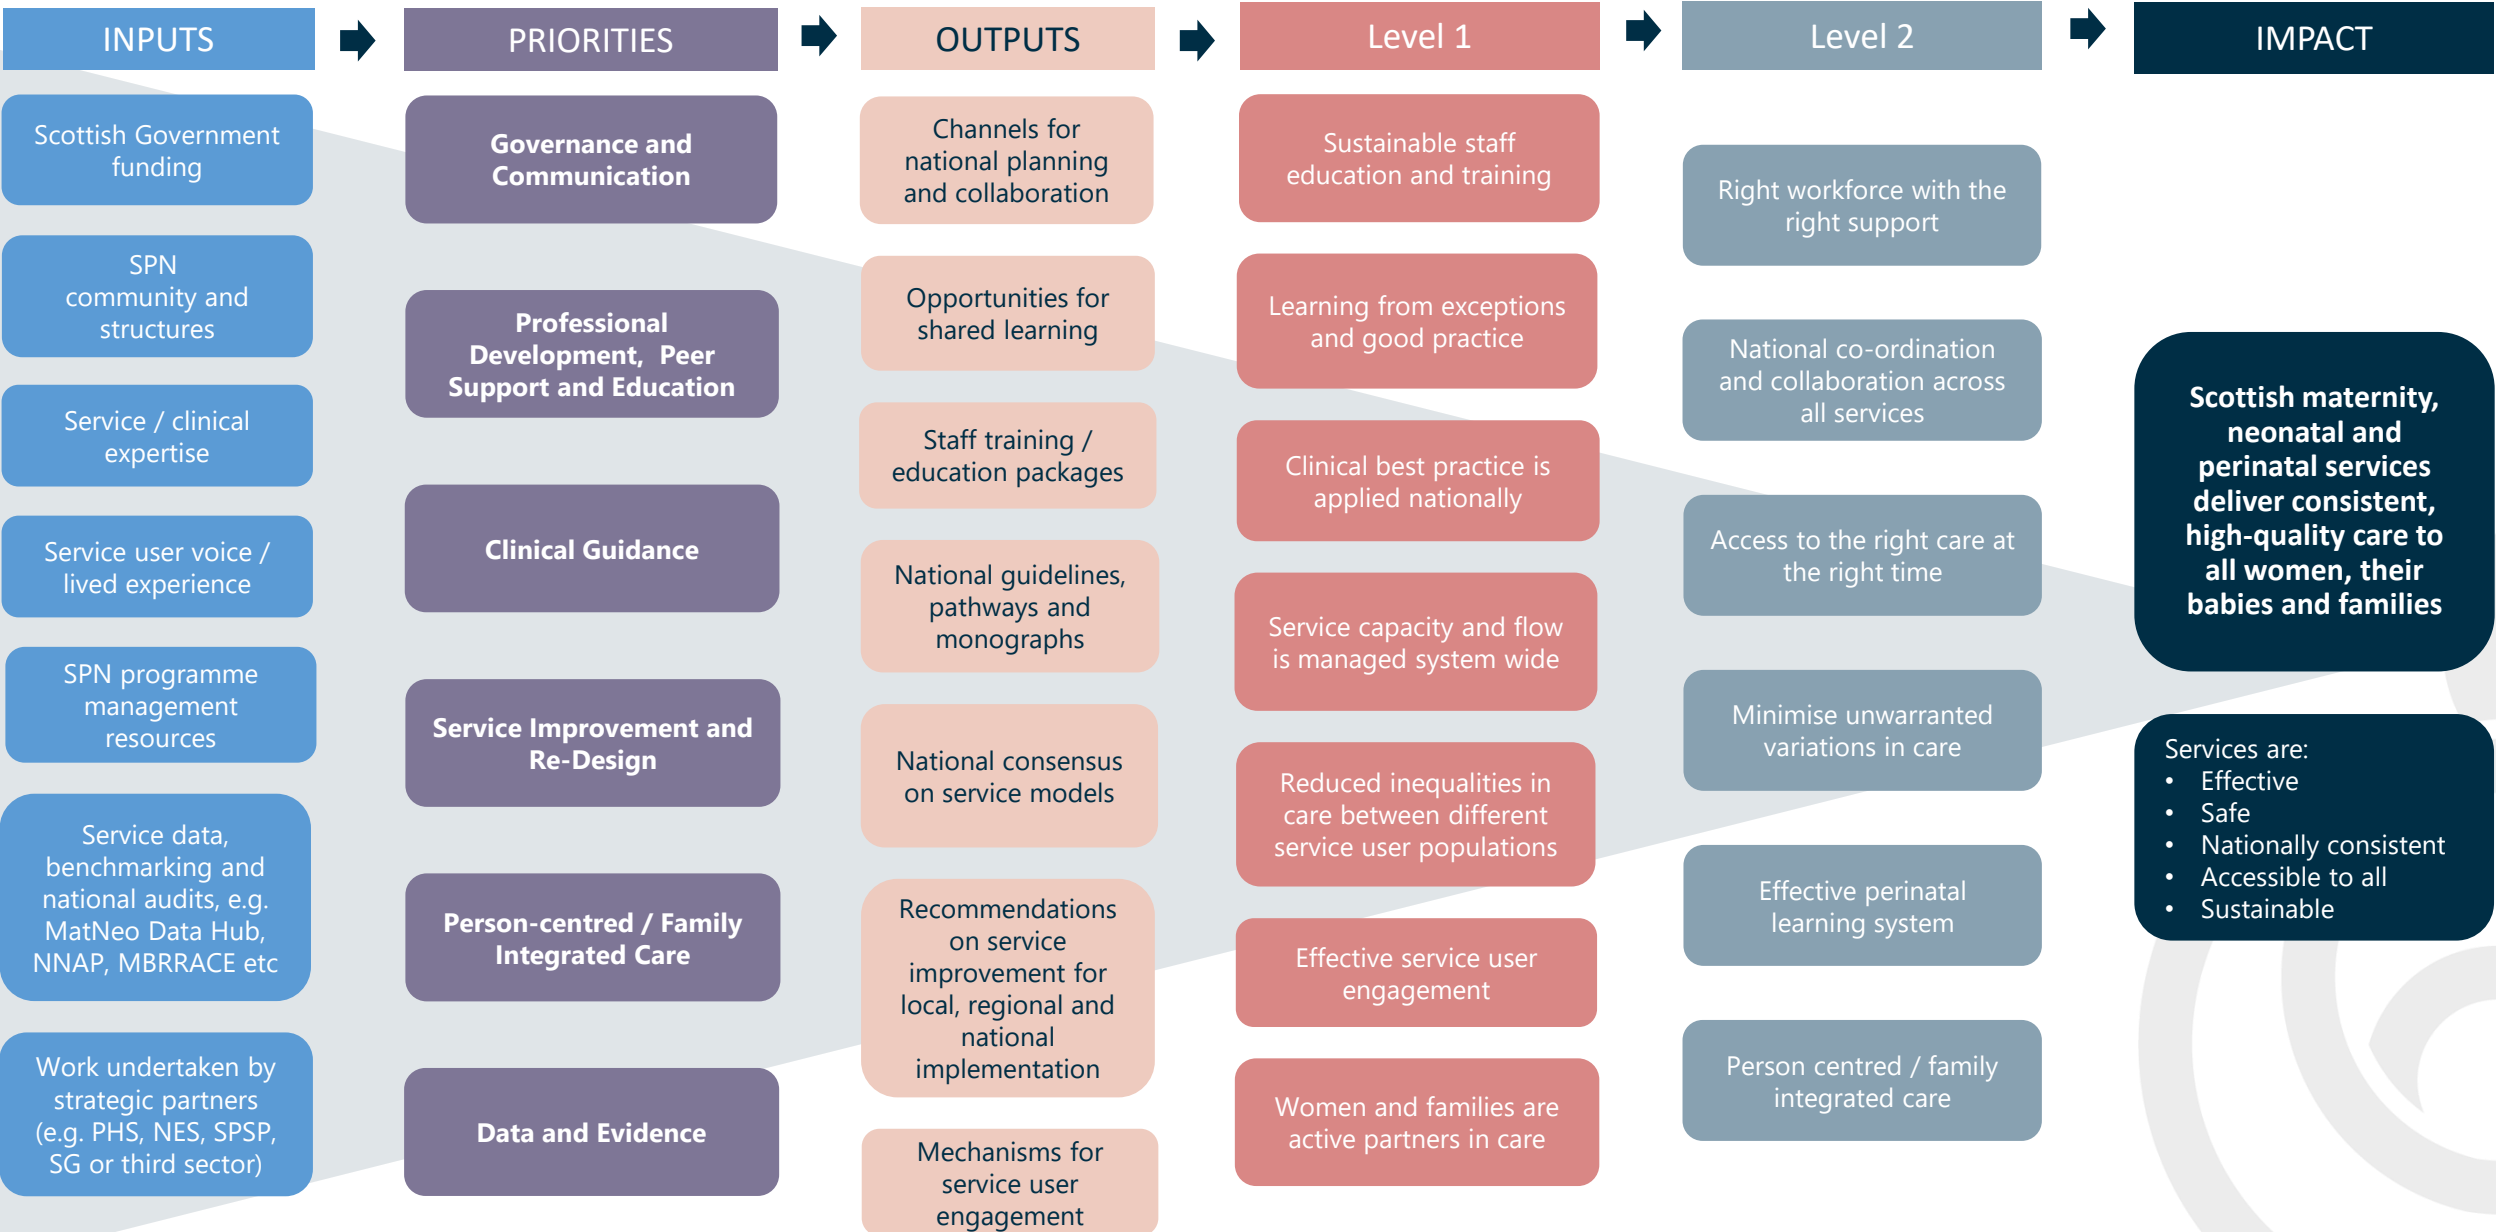 INPUTS
Scottish Government
funding
SPN
community and
structures
Service / clinical
expertise
Service user voice /
lived experience
SPN programme
management
resources
Service data,
benchmarking and
national audits, e.g.
MatNeo Data Hub,
NNAP, MBRRACE etc
Work undertaken by
strategic partners
(e.g. PHS, NES, SPSP,
SG or third sector)
PRIORITIES
Governance and
Communication
Professional
Development, Peer
Support and Education
Clinical Guidance
Service Improvement and
Re-Design
Person-centred / Family
Integrated Care
Data and Evidence
OUTPUTS
Channels for
national planning
and collaboration
Opportunities for
shared learning
Staff training /
education packages
National guidelines,
pathways and
monographs
National consensus
on service models
Recommendations
on service
improvement for
local, regional and
national
implementation
Mechanisms for
service user
engagement
Level 1
Sustainable staff
education and training
Learning from exceptions
and good practice
Clinical best practice is
applied nationally
Service capacity and flow
is managed system wide
Reduced inequalities in
care between different
service user populations
Effective service user
engagement
Women and families are
active partners in care
Level 2
Right workforce with the
right support
National co-ordination
and collaboration across
all services
Access to the right care at
the right time
Minimise unwarranted
variations in care
Effective perinatal
learning system
Person centred / family
integrated care
IMPACT
Scottish maternity,
neonatal and
perinatal services
deliver consistent,
high-quality care to
all women, their
babies and families
Services are:
• Effective
• Safe
• Nationally consistent
• Accessible to all
• Sustainable